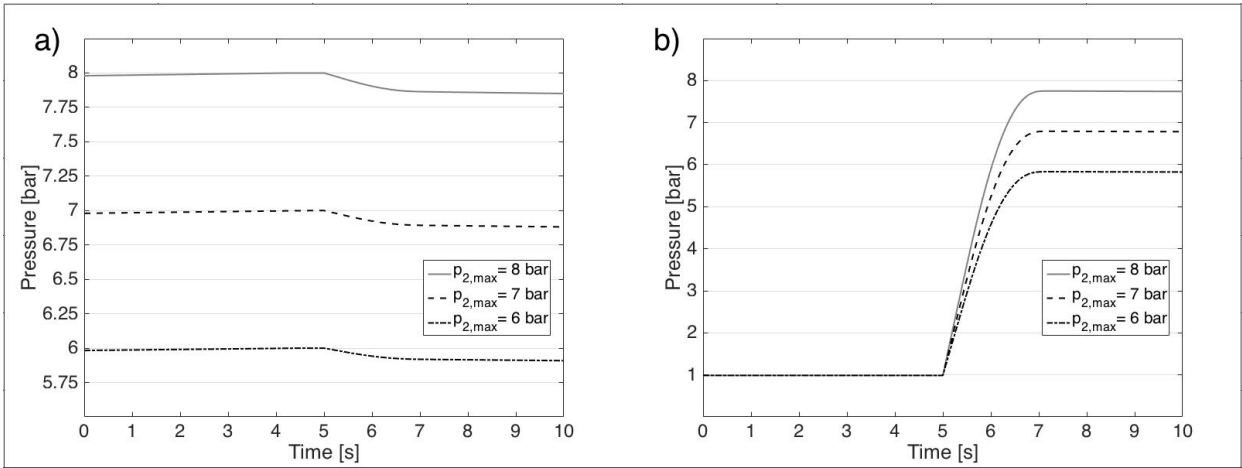 a)
8
7.75
7.5
7.25
7
6.75
6.5
6.25
6
5.75
Pressure [bar]
p2,max= 8 bar
p2,max= 7 bar
p2,max= 6 bar
0 1 2 3 4 5 6 7 8 9 10
Time [s]
b)
8
7
6
5
4
3
2
1
Pressure [bar]
p2,max= 8 bar
p2,max= 7 bar
p2,max= 6 bar
0 1 2 3 4 5 6 7 8 9 10
Time [s]